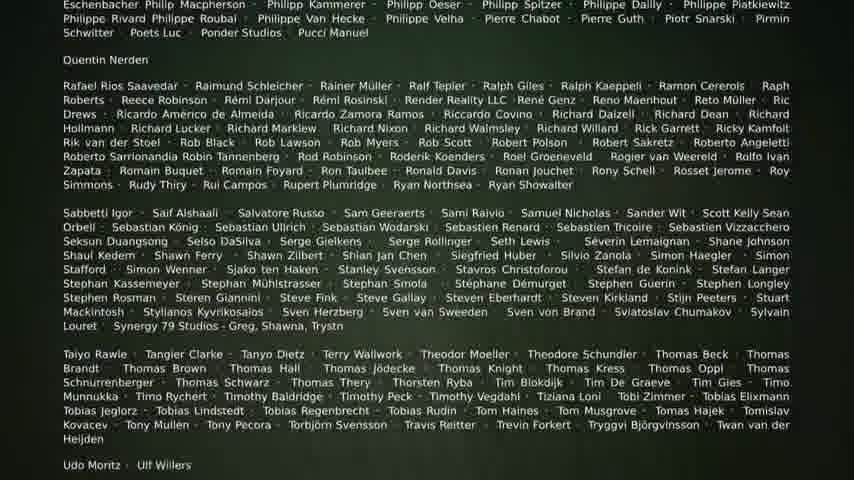 Eschenbacher Philip Macpherson · Philipp Kammerer · Philipp Oeser · Philipp Spitzer · Philippe Dailly · Philippe Piatkiewitz
Philippe Rivard Philippe Roubal · Philippe Van Hecke · Philippe Velha · Pierre Chabot · Pierre Guth · Piotr Snarski · Pirmin
Schwitter · Poets Luc · Ponder Studios · Pucci Manuel
Quentin Nerden
Rafael Rios Saavedar · Raimund Schleicher · Rainer Müller · Ralf Tepler · Ralph Giles · Ralph Kaeppeli · Ramon Cererols · Raph
Roberts · Reece Robinson · Rémi Darjour · Rémi Rosinski · Render Reality LLC · René Genz · Reno Maenhout · Reto Müller · Ric
Drews · Ricardo Américo de Almeida · Ricardo Zamora Ramos · Riccardo Covino · Richard Dalzell · Richard Dean · Richard
Hollmann · Richard Lucker · Richard Marklew · Richard Nixon · Richard Walmsley · Richard Willard · Rick Garrett · Ricky Kamfolt
Rik van der Stoel · Rob Black · Rob Lawson · Rob Myers · Rob Scott · Robert Polson · Robert Sakretz · Roberto Angeletti
Roberto Sarrionandia Robin Tannenberg · Rod Robinson · Roderik Koenders · Roel Groeneveld · Rogier van Weereld · Rolfo Ivan
Zapata · Romain Buquet · Romain Foyard · Ron Taulbee · Ronald Davis · Ronan Jouchet · Rony Schell · Rosset Jerome · Roy
Simmons · Rudy Thiry · Rui Campos · Rupert Plumridge · Ryan Northsea · Ryan Showalter
Sabbetti Igor · Saif Alshaali · Salvatore Russo · Sam Geeraerts · Sami Raivio · Samuel Nicholas · Sander Wit · Scott Kelly Sean
Orbell · Sebastian König · Sebastian Ullrich · Sebastian Wodarski · Sebastien Renard · Sebastien Tricoire · Sebastien Vizzacchero
Seksun Duangsong · Selso DaSilva · Serge Gielkens · Serge Rollinger · Seth Lewis · Séverin Lemaignan · Shane Johnson
Shaul Kedem · Shawn Ferry · Shawn Zilbert · Shian Jan Chen · Siegfried Huber · Silvio Zanola · Simon Haegler · Simon
Stafford · Simon Wenner · Sjako ten Haken · Stanley Svensson · Stavros Christoforou · Stefan de Konink · Stefan Langer
Stephan Kassemeyer · Stephan Mühlstrasser · Stephan Smola · Stéphane Démurget · Stephen Guerin · Stephen Longley
Stephen Rosman · Steren Giannini · Steve Fink · Steve Gallay · Steven Eberhardt · Steven Kirkland · Stijn Peeters · Stuart
Mackintosh · Stylianos Kyvrikosaios · Sven Herzberg · Sven van Sweeden · Sven von Brand · Sviatoslav Chumakov · Sylvain
Louret · Synergy 79 Studios - Greg, Shawna, Trystn
Taiyo Rawle · Tangier Clarke · Tanyo Dietz · Terry Wallwork · Theodor Moeller · Theodore Schundler · Thomas Beck · Thomas
Brandt · Thomas Brown · Thomas Hall · Thomas Jödecke · Thomas Knight · Thomas Kress · Thomas Oppl · Thomas
Schnurrenberger · Thomas Schwarz · Thomas Thery · Thorsten Ryba · Tim Blokdijk · Tim De Graeve · Tim Gies · Timo
Munnukka · Timo Rychert · Timothy Baldridge · Timothy Peck · Timothy Vegdahl · Tiziana Loni · Tobi Zimmer · Tobias Elixmann
Tobias Jeglorz · Tobias Lindstedt · Tobias Regenbrecht · Tobias Rudin · Tom Haines · Tom Musgrove · Tomas Hajek · Tomislav
Kovacev · Tony Mullen · Tony Pecora · Torbjörn Svensson · Travis Reitter · Trevin Forkert · Tryggvi Björgvinsson · Twan van der
Heijden
Udo Moritz · Ulf Willers